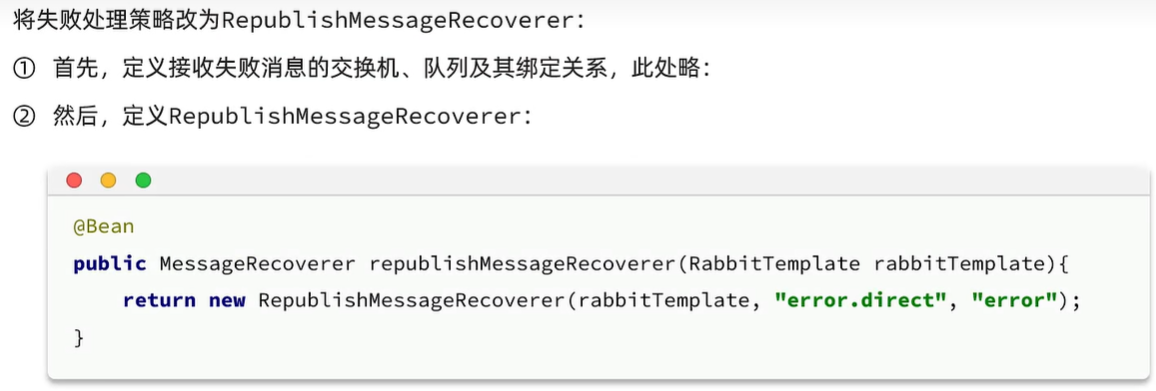 将失败处理策略改为RepublishMessageRecoverer：
① 首先，定义接收失败消息的交换机、队列及其绑定关系，此处略：
② 然后，定义RepublishMessageRecoverer：
@Bean
public MessageRecoverer republishMessageRecoverer(RabbitTemplate rabbitTemplate){
    return new RepublishMessageRecoverer(rabbitTemplate, "error.direct", "error");
}